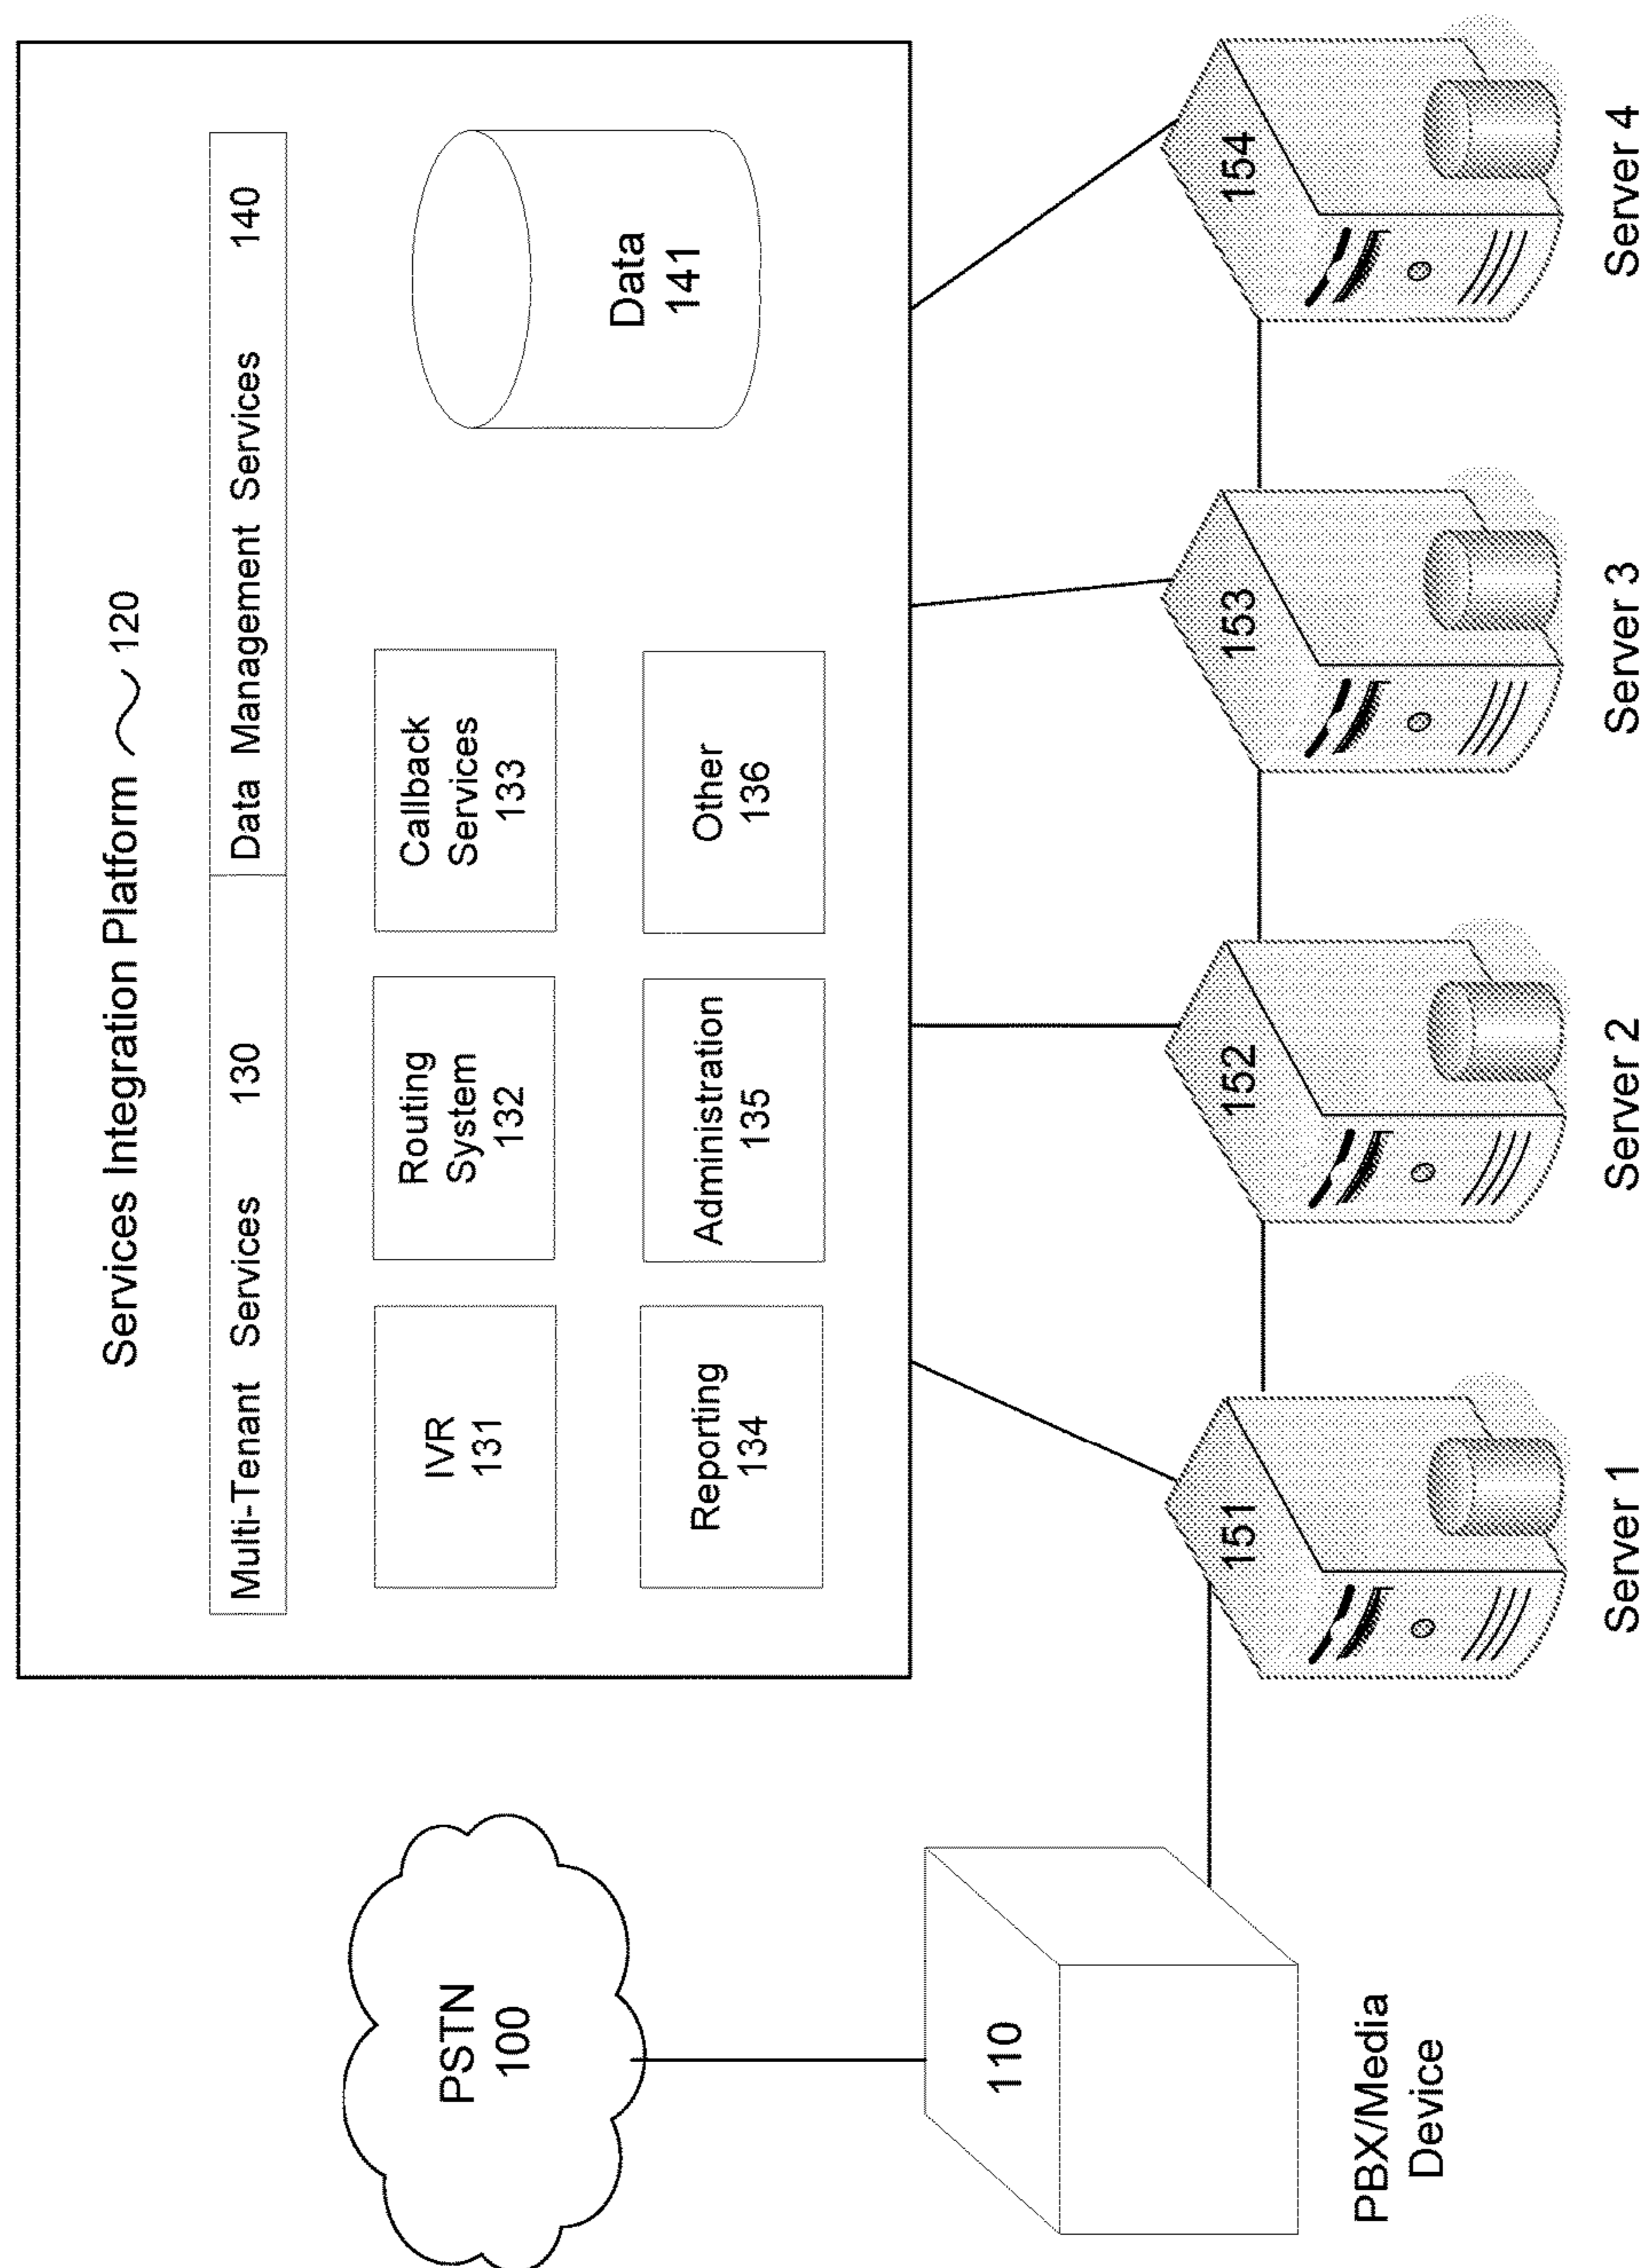 Services Integration Platform 120
Multi-Tenant Services 130
Data Management Services 140
IVR
131
Routing
System
132
Callback
Services
133
Reporting
134
Administration
135
Other
136
Data
141
PSTN
100
110
PBX/Media
Device
151
152
153
154
Server 1
Server 2
Server 3
Server 4